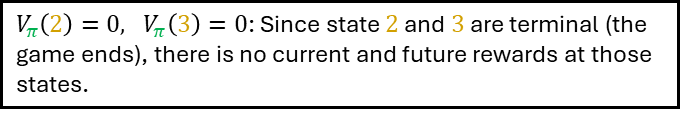 V_π(2) = 0, V_π(3) = 0: Since state 2 and 3 are terminal (the
game ends), there is no current and future rewards at those
states.